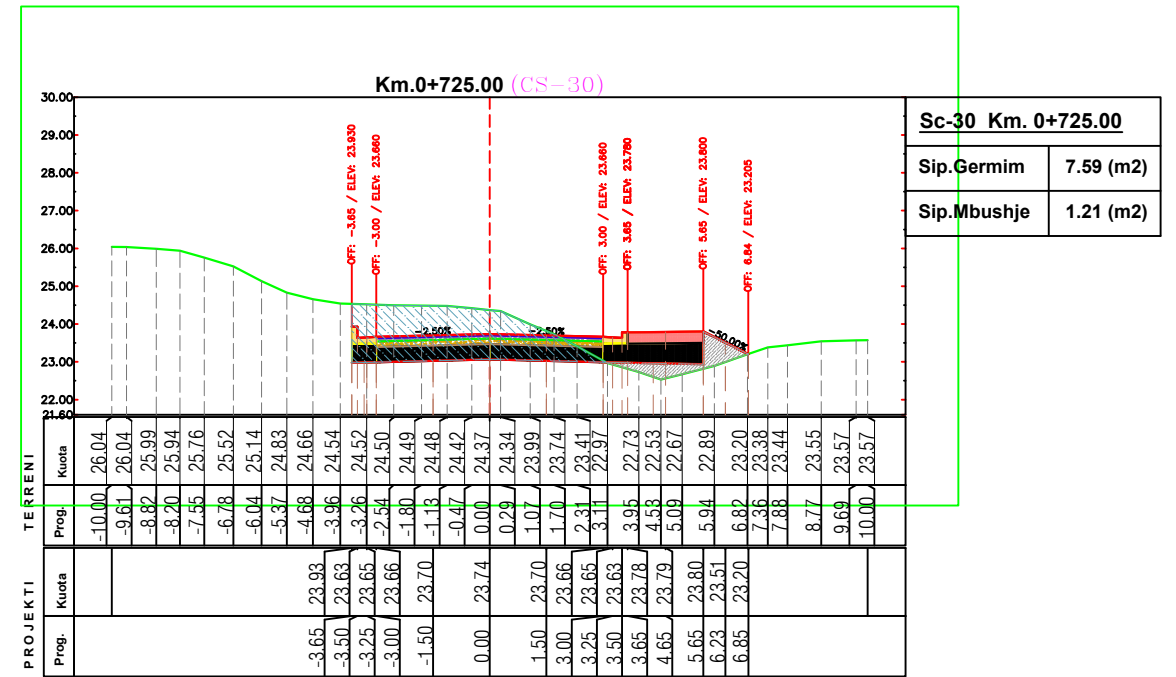 Km.0+725.00 (CS-30)
30.00
29.00
28.00
27.00
26.00
25.00
24.00
23.00
22.00
21.60
OFF: -3.65 / ELEV: 23.930
OFF: -3.00 / ELEV: 23.660
OFF: 3.00 / ELEV: 23.660
OFF: 3.65 / ELEV: 23.780
OFF: 5.65 / ELEV: 23.800
OFF: 6.84 / ELEV: 23.205
-2.50%
-2.50%
-50.00%
Sc-30 Km. 0+725.00
Sip.Germim 7.59 (m2)
Sip.Mbushje 1.21 (m2)
TERRENI
Kuota 26.04 26.04 25.99 25.94 25.76 25.52 25.14 24.83 24.66 24.54 24.52 24.50 24.49 24.48 24.42 24.37 24.34 23.99 23.74 23.41 22.97 22.73 22.53 22.67 22.89 23.20 23.38 23.44 23.55 23.57 23.57
Prog. -10.00 -9.61 -8.82 -8.20 -7.55 -6.78 -6.04 -5.37 -4.68 -3.96 -3.26 -2.54 -1.80 -1.13 -0.47 0.00 0.29 1.07 1.70 2.31 3.11 3.95 4.53 5.09 5.94 6.82 7.36 7.88 8.77 9.69 10.00
PROJEKTI
Kuota 23.93 23.63 23.65 23.66 23.70 23.74 23.70 23.66 23.65 23.63 23.78 23.79 23.80 23.51 23.20
Prog. -3.65 -3.50 -3.25 -3.00 -1.50 0.00 1.50 3.00 3.25 3.50 3.65 4.65 5.65 6.23 6.85